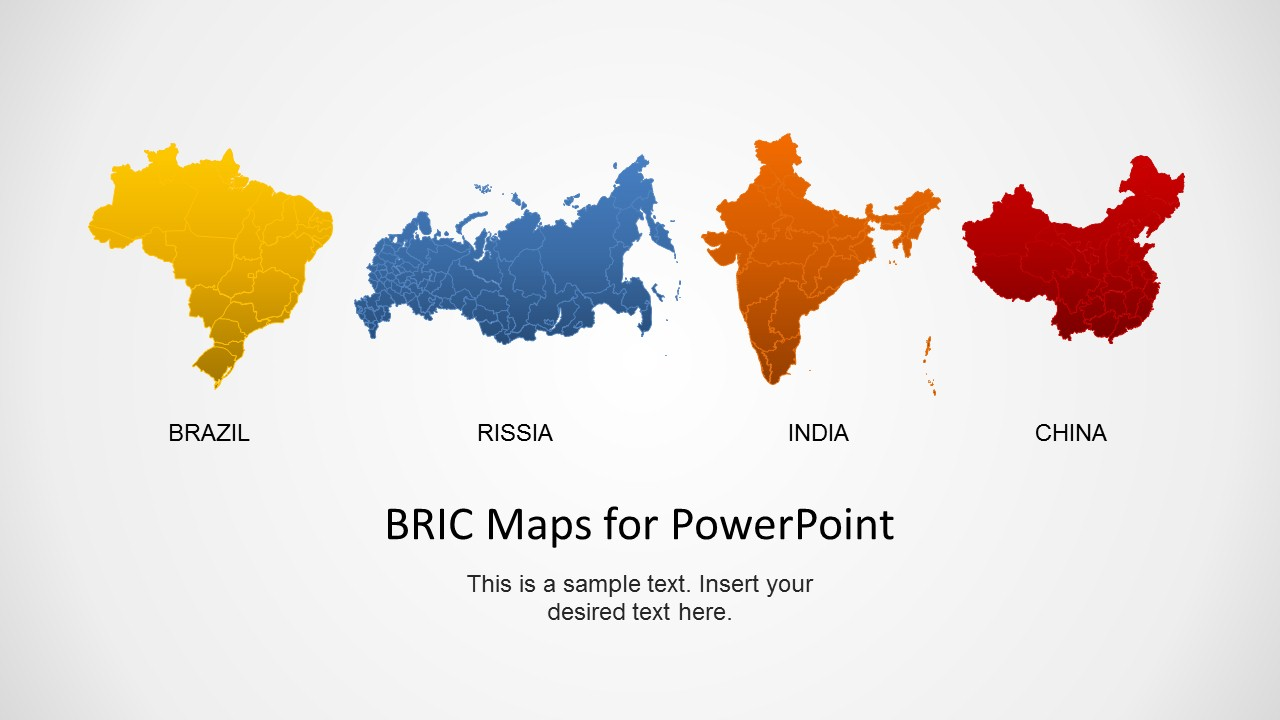 BRAZIL
RISSIA
INDIA
CHINA
BRIC Maps for PowerPoint
This is a sample text. Insert your
desired text here.